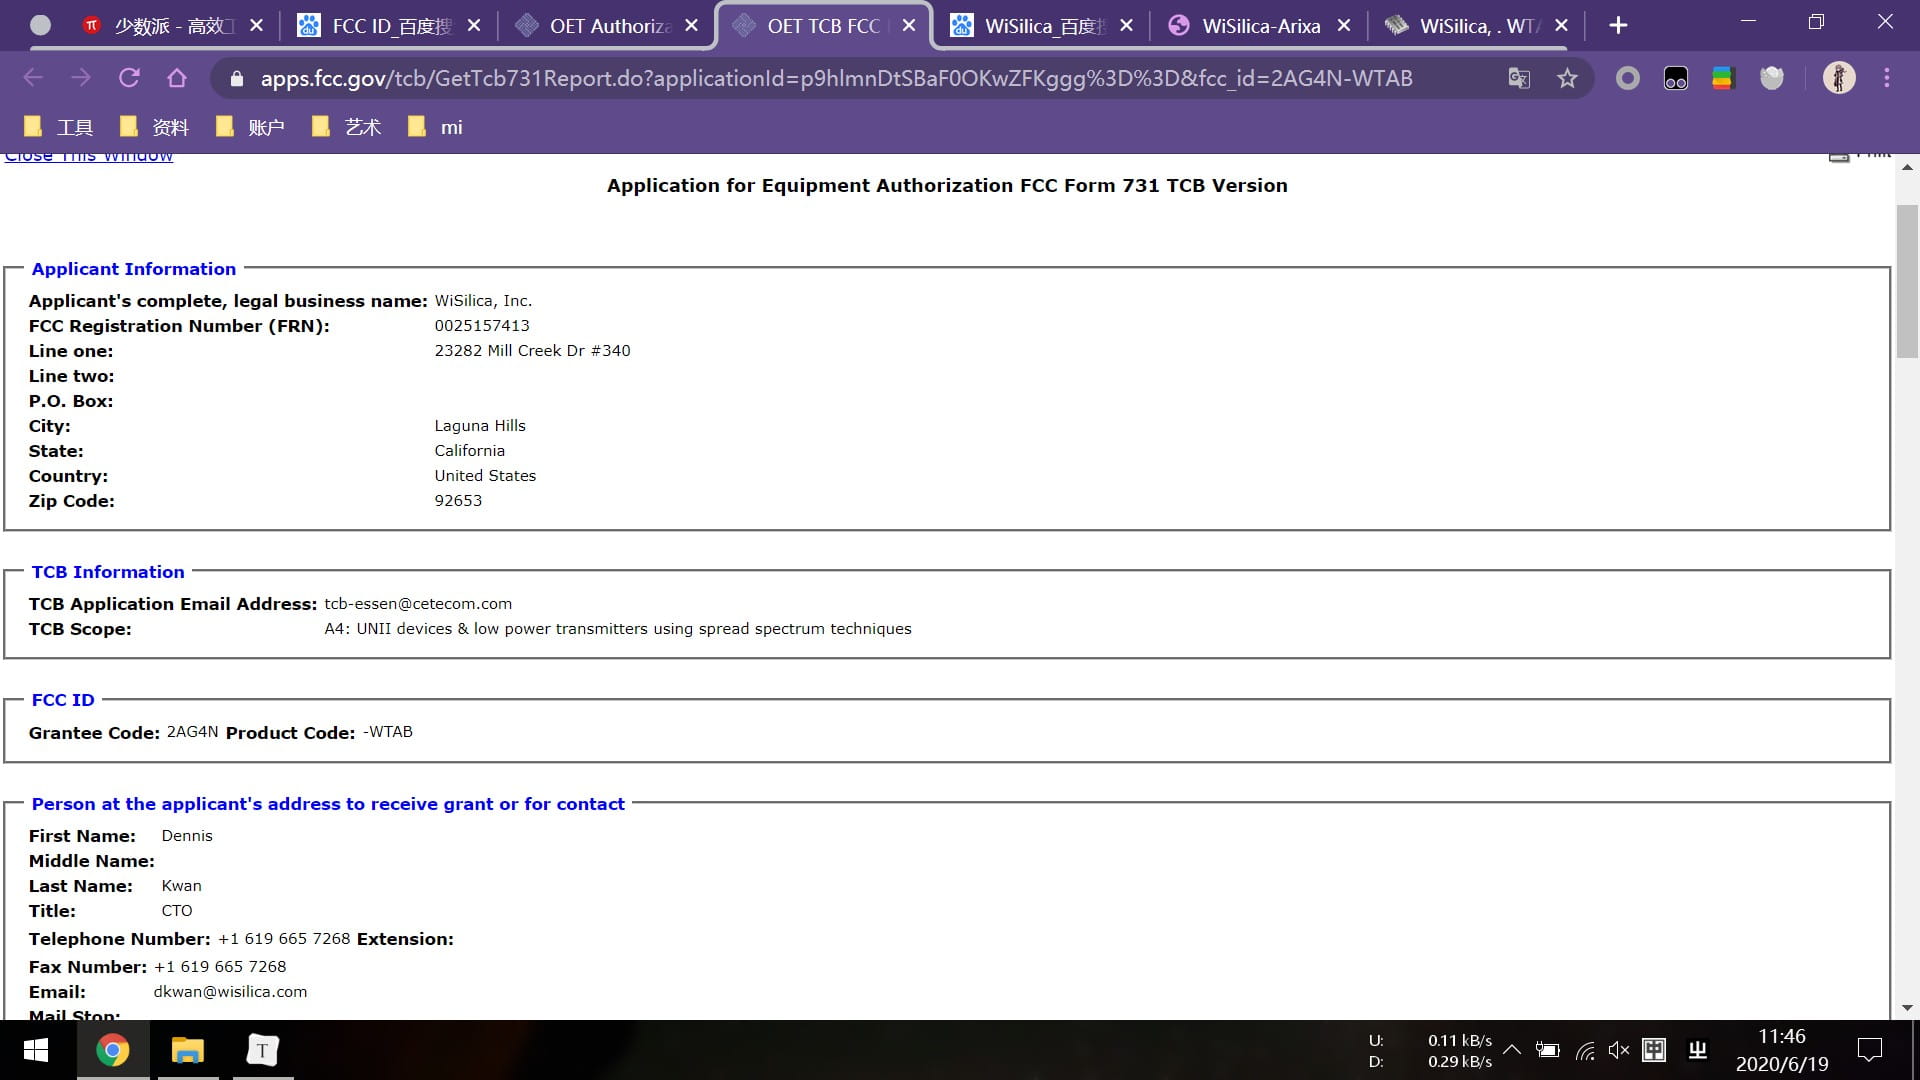 少数派 - 高效工
FCC ID_百度搜
OET Authoriza
OET TCB FCC
WiSilica_百度搜
WiSilica-Arixa
WiSilica, . WTA
apps.fcc.gov/tcb/GetTcb731Report.do?applicationId=p9hlmnDtSBaF0OKwZFKggg%3D%3D&fcc_id=2AG4N-WTAB
工具 资料 账户 艺术 mi
Close This Window
Print
Application for Equipment Authorization FCC Form 731 TCB Version
Applicant Information
Applicant's complete, legal business name: WiSilica, Inc.
FCC Registration Number (FRN): 0025157413
Line one: 23282 Mill Creek Dr #340
Line two:
P.O. Box:
City: Laguna Hills
State: California
Country: United States
Zip Code: 92653
TCB Information
TCB Application Email Address: tcb-essen@cetecom.com
TCB Scope: A4: UNII devices & low power transmitters using spread spectrum techniques
FCC ID
Grantee Code: 2AG4N Product Code: -WTAB
Person at the applicant's address to receive grant or for contact
First Name: Dennis
Middle Name:
Last Name: Kwan
Title: CTO
Telephone Number: +1 619 665 7268 Extension:
Fax Number: +1 619 665 7268
Email: dkwan@wisilica.com
Mail Stop:
U: 0.11 kB/s
D: 0.29 kB/s
11:46
2020/6/19